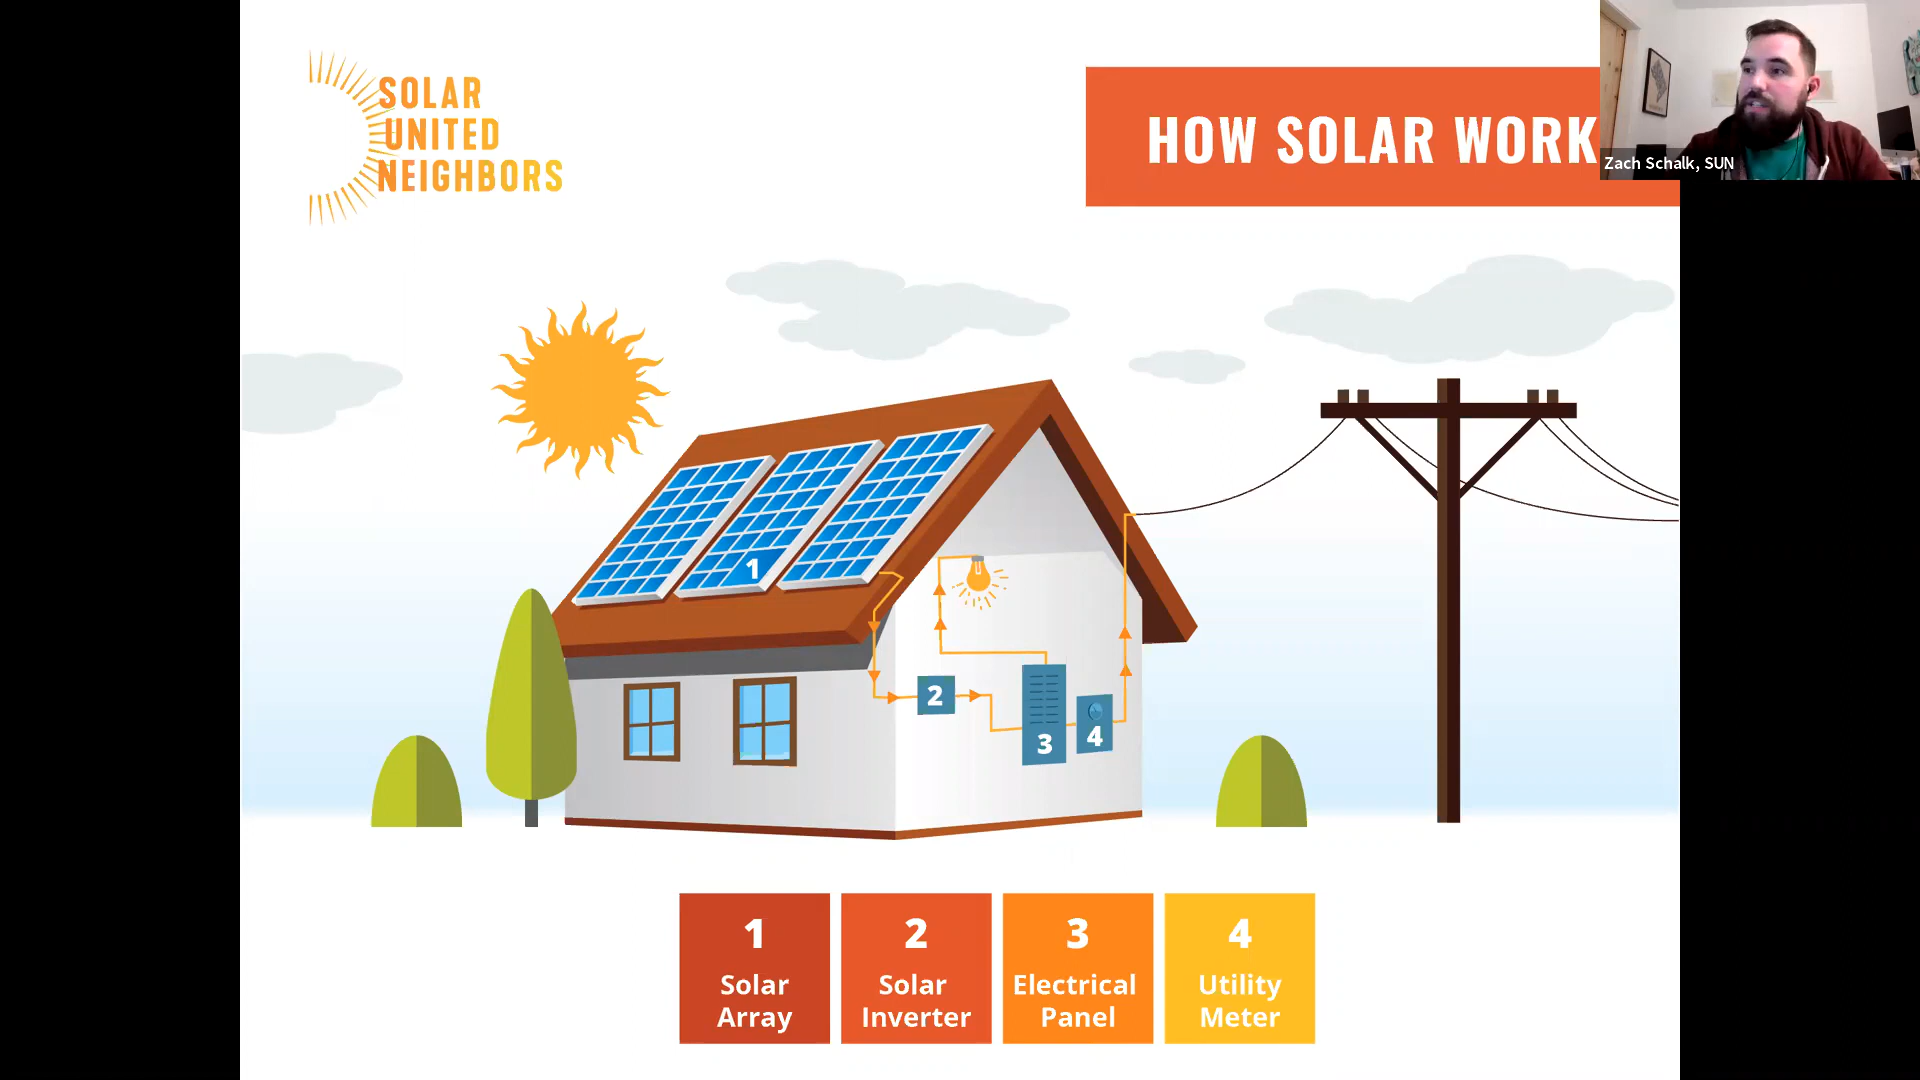 SOLAR
UNITED
NEIGHBORS
HOW SOLAR WORK
Zach Schalk, SUN
1
2
3
4
1
Solar
Array
2
Solar
Inverter
3
Electrical
Panel
4
Utility
Meter